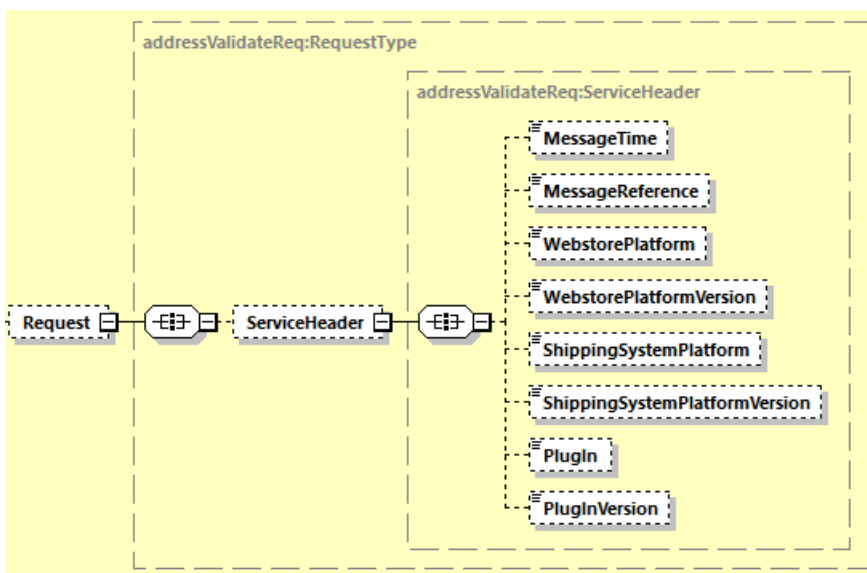 addressValidateReq:RequestType
addressValidateReq:ServiceHeader
MessageTime
MessageReference
WebstorePlatform
WebstorePlatformVersion
Request
ServiceHeader
ShippingSystemPlatform
ShippingSystemPlatformVersion
PlugIn
PlugInVersion